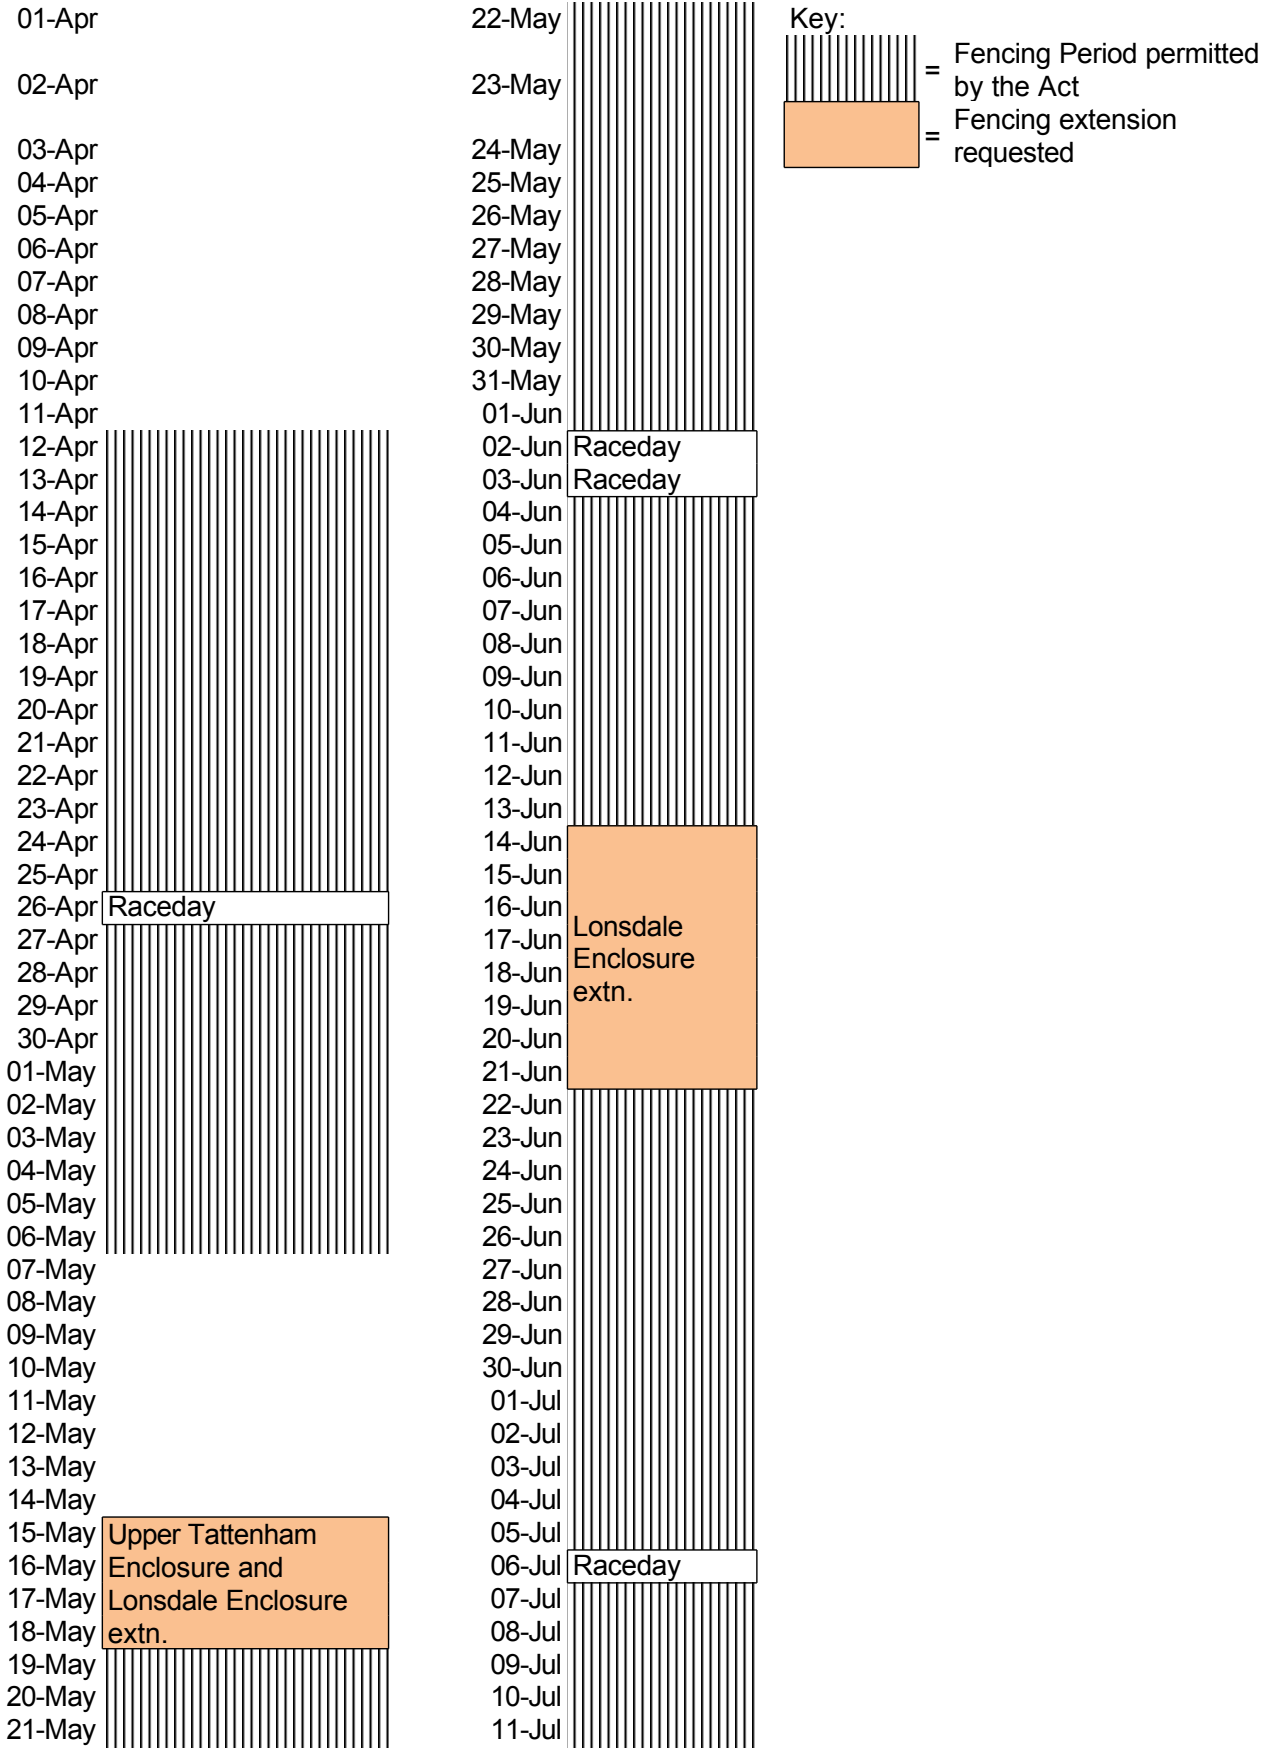 01-Apr
02-Apr
03-Apr
04-Apr
05-Apr
06-Apr
07-Apr
08-Apr
09-Apr
10-Apr
11-Apr
12-Apr
13-Apr
14-Apr
15-Apr
16-Apr
17-Apr
18-Apr
19-Apr
20-Apr
21-Apr
22-Apr
23-Apr
24-Apr
25-Apr
26-Apr Raceday
27-Apr
28-Apr
29-Apr
30-Apr
01-May
02-May
03-May
04-May
05-May
06-May
07-May
08-May
09-May
10-May
11-May
12-May
13-May
14-May
15-May Upper Tattenham
16-May Enclosure and
17-May Lonsdale Enclosure
18-May extn.
19-May
20-May
21-May
22-May
23-May
24-May
25-May
26-May
27-May
28-May
29-May
30-May
31-May
01-Jun
02-Jun Raceday
03-Jun Raceday
04-Jun
05-Jun
06-Jun
07-Jun
08-Jun
09-Jun
10-Jun
11-Jun
12-Jun
13-Jun
14-Jun
15-Jun
16-Jun
17-Jun
18-Jun
19-Jun
20-Jun
21-Jun
Lonsdale
Enclosure
extn.
22-Jun
23-Jun
24-Jun
25-Jun
26-Jun
27-Jun
28-Jun
29-Jun
30-Jun
01-Jul
02-Jul
03-Jul
04-Jul
05-Jul
06-Jul Raceday
07-Jul
08-Jul
09-Jul
10-Jul
11-Jul
Key:
= Fencing Period permitted
by the Act
= Fencing extension
requested